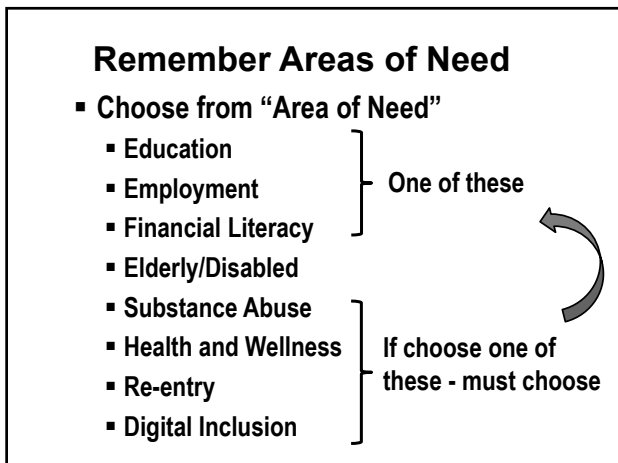 Remember Areas of Need
▪ Choose from “Area of Need”
▪ Education
▪ Employment
▪ Financial Literacy
One of these
▪ Elderly/Disabled
▪ Substance Abuse
▪ Health and Wellness
▪ Re-entry
▪ Digital Inclusion
If choose one of
these - must choose